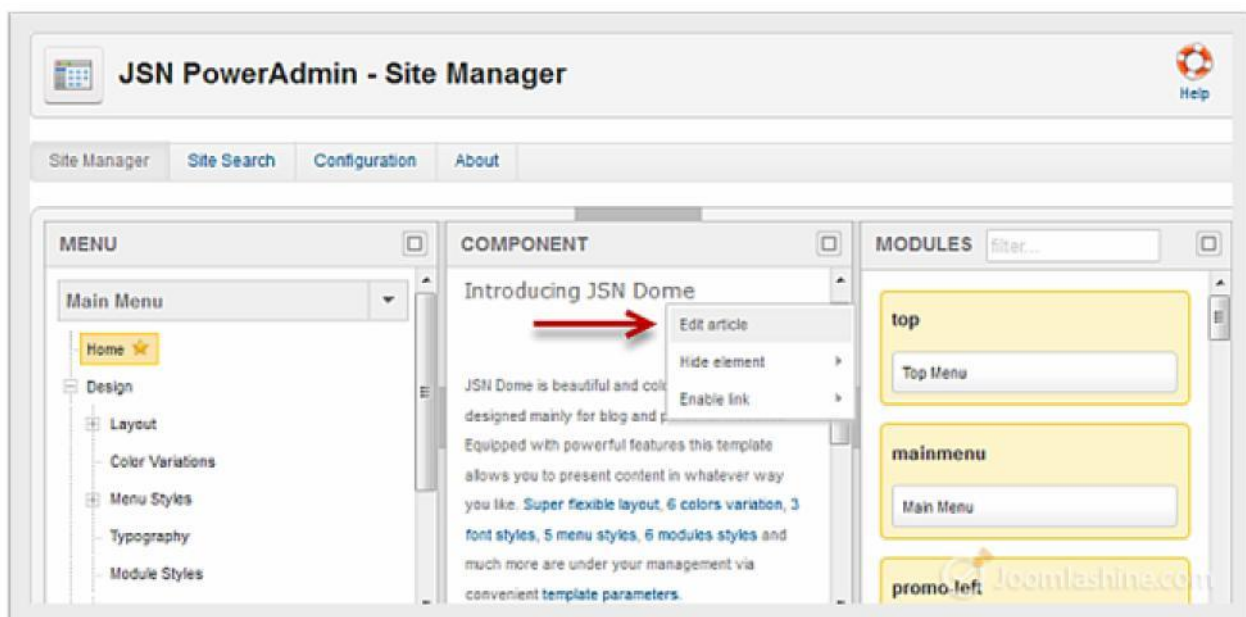 JSN PowerAdmin - Site Manager
Help
Site Manager
Site Search
Configuration
About
MENU
Main Menu
Home
Design
Layout
Color Variations
Menu Styles
Typography
Module Styles
COMPONENT
Introducing JSN Dome
Edit article
Hide element
Enable link
JSN Dome is beautiful and
designed mainly for blog and
Equipped with powerful features this template
allows you to present content in whatever way
you like. Super flexible layout, 6 colors variation, 3
font styles, 5 menu styles, 6 modules styles and
much more are under your management via
convenient template parameters.
MODULES
filter...
top
Top Menu
mainmenu
Main Menu
promo-left
Joomlashine.com